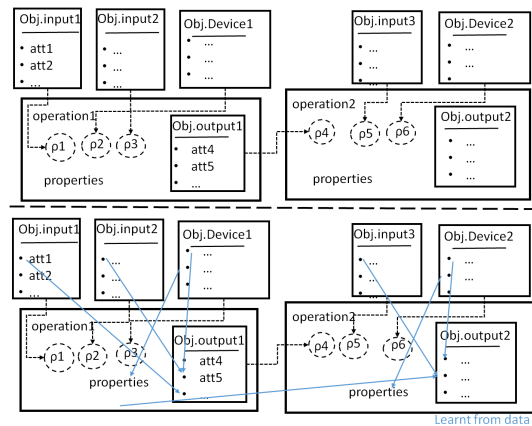 Obj.input1
• att1
• att2
• ...
Obj.input2
• ...
• ...
• ...
Obj.Device1
• ...
• ...
• ...
Obj.input3
• ...
• ...
• ...
Obj.Device2
• ...
• ...
• ...
operation1
ρ1 ρ2 ρ3
properties
Obj.output1
• att4
• att5
• ...
operation2
ρ4 ρ5 ρ6
properties
Obj.output2
• ...
• ...
• ...
Obj.input1
• att1
• att2
• ...
Obj.input2
• ...
• ...
• ...
Obj.Device1
• ...
• ...
• ...
Obj.input3
• ...
• ...
• ...
Obj.Device2
• ...
• ...
• ...
operation1
ρ1 ρ2 ρ3
properties
Obj.output1
• att4
• att5
• ...
operation2
ρ4 ρ5 ρ6
properties
Obj.output2
• ...
• ...
• ...
Learnt from data